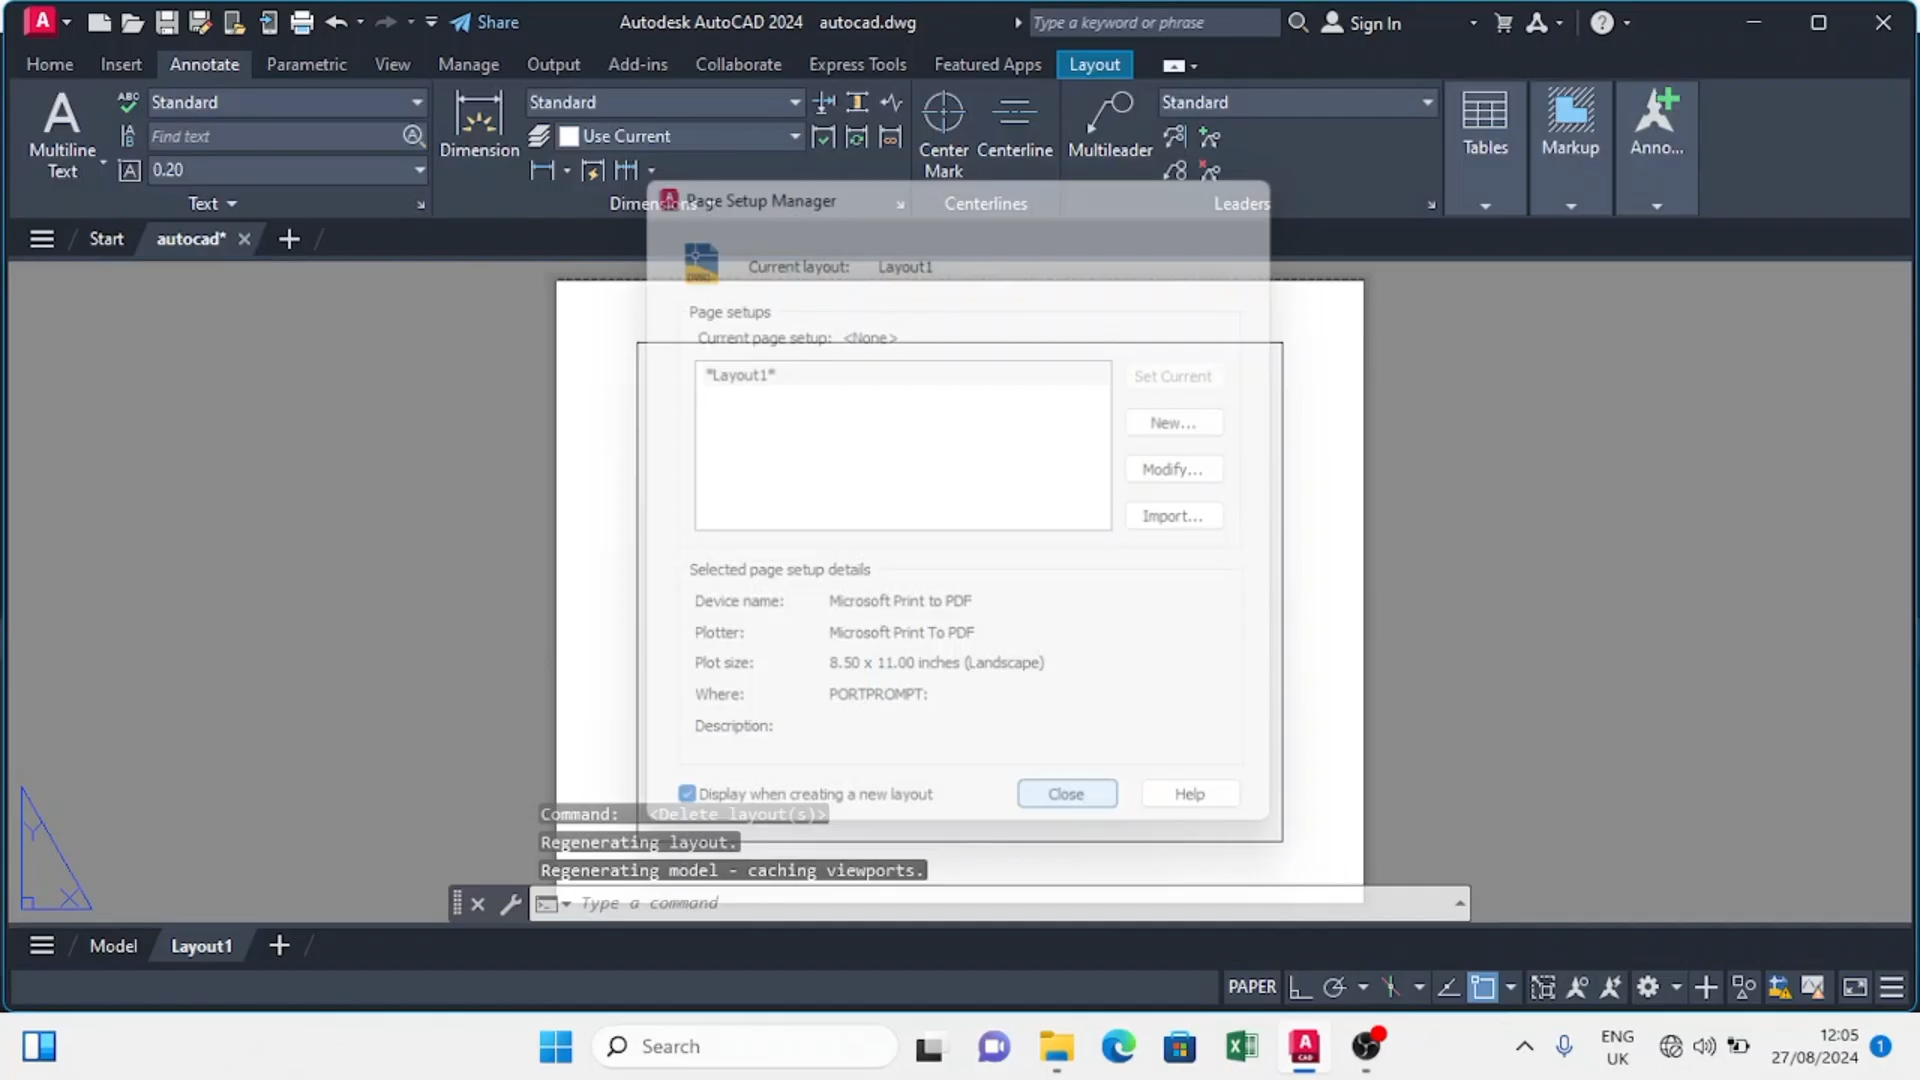 Share
Autodesk AutoCAD 2024 autocad.dwg
Type a keyword or phrase
Sign In
Home Insert Annotate Parametric View Manage Output Add-ins Collaborate Express Tools Featured Apps Layout
Multiline
Text
Standard
Find text
0.20
Text
Dimension
Standard
Use Current
Dimensions
Center
Mark
Centerline
Centerlines
Multileader
Standard
Leaders
Tables
Markup
Anno...
Start autocad*
Page Setup Manager
Current layout: Layout1
Page setups
Current page setup: <None>
*Layout1*
Set Current
New...
Modify...
Import...
Selected page setup details
Device name: Microsoft Print to PDF
Plotter: Microsoft Print To PDF
Plot size: 8.50 x 11.00 inches (Landscape)
Where: PORTPROMPT:
Description:
Display when creating a new layout
Close
Help
Command: <Delete layout(s)>
Regenerating layout.
Regenerating model - caching viewports.
Type a command
Y
X
Model Layout1
PAPER
Search
ENG
UK
12:05
27/08/2024
1